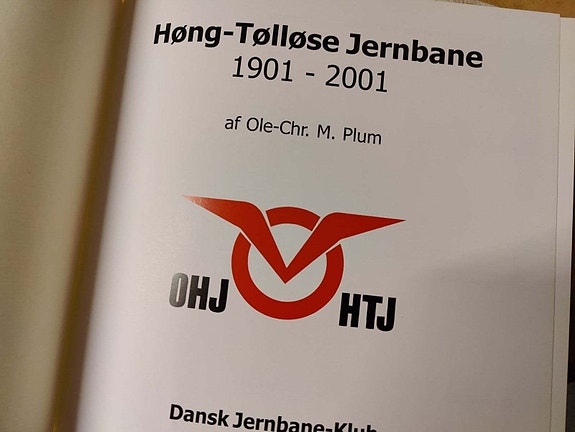 Høng-Tølløse Jernbane
1901 - 2001
af Ole-Chr. M. Plum
OHJ
HTJ
Dansk Jernbane-Klub